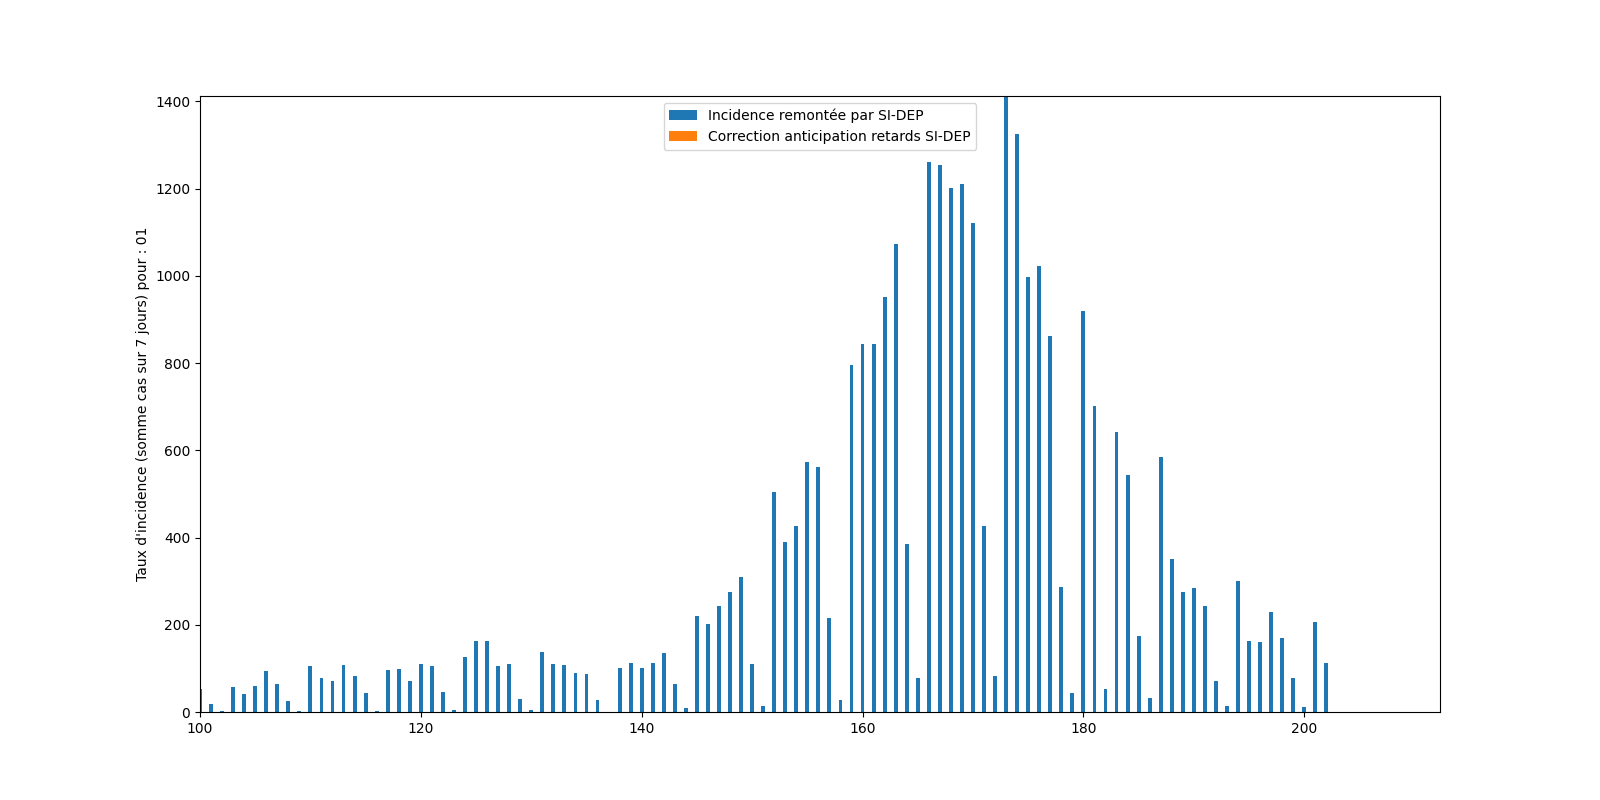 Incidence remontée par SI-DEP
Correction anticipation retards SI-DEP
Taux d'incidence (somme cas sur 7 jours) pour : 01
1400
1200
1000
800
600
400
200
0
100 120 140 160 180 200